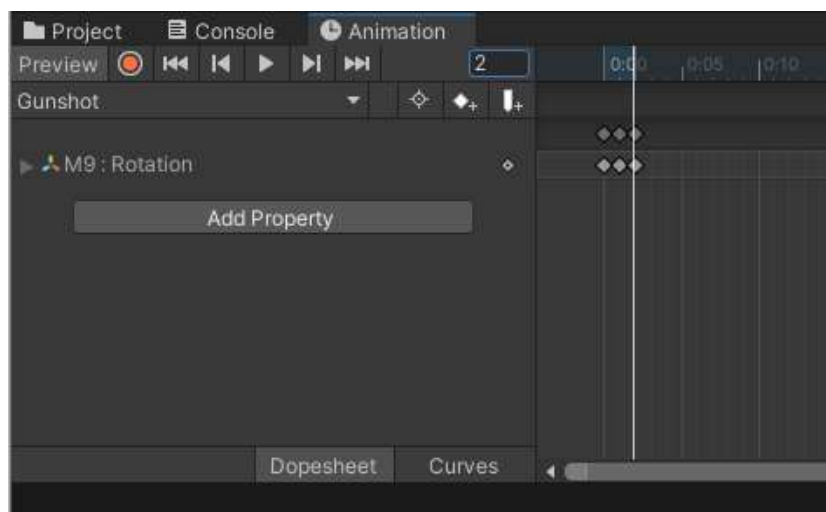 Project Console Animation
Preview 2 0:00 0:05 0:10
Gunshot
M9 : Rotation
Add Property
Dopesheet Curves